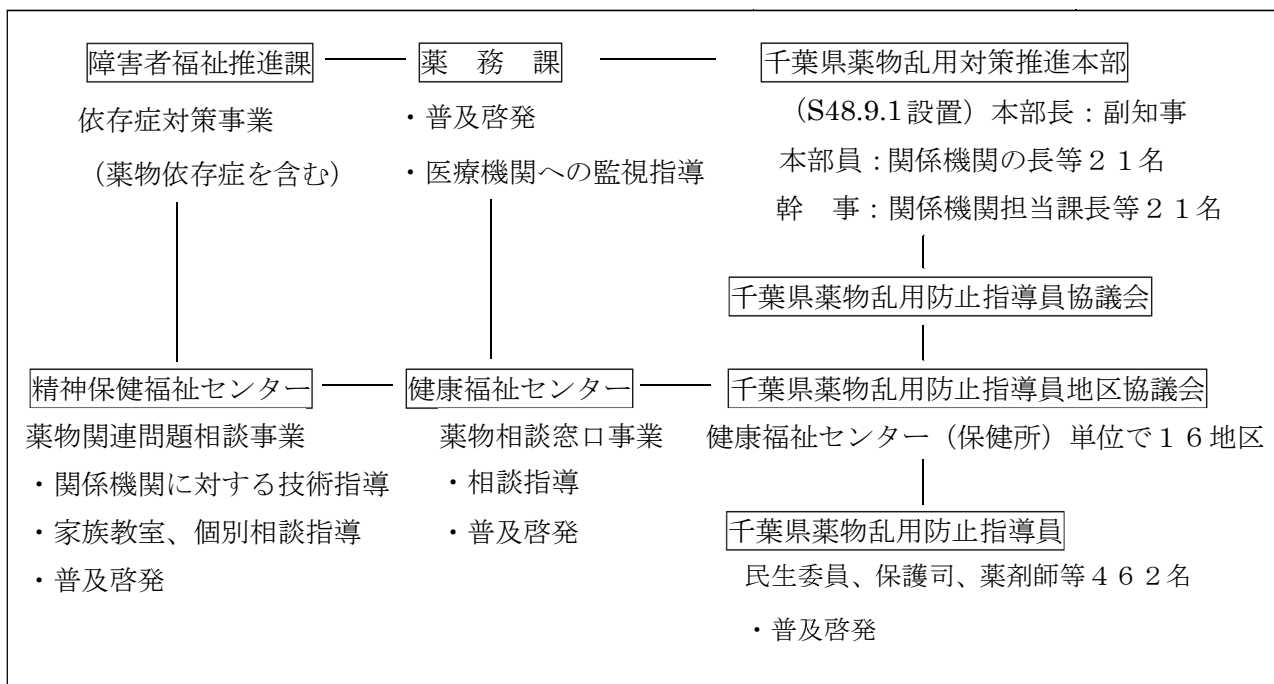 障害者福祉推進課
依存症対策事業
（薬物依存症を含む）
薬　務　課
・普及啓発
・医療機関への監視指導
千葉県薬物乱用対策推進本部
（S48.9.1設置）本部長：副知事
本部員：関係機関の長等２１名
幹　事：関係機関担当課長等２１名
千葉県薬物乱用防止指導員協議会
精神保健福祉センター
薬物関連問題相談事業
・関係機関に対する技術指導
・家族教室、個別相談指導
・普及啓発
健康福祉センター
薬物相談窓口事業
・相談指導
・普及啓発
千葉県薬物乱用防止指導員地区協議会
健康福祉センター（保健所）単位で１６地区
千葉県薬物乱用防止指導員
民生委員、保護司、薬剤師等４６２名
・普及啓発